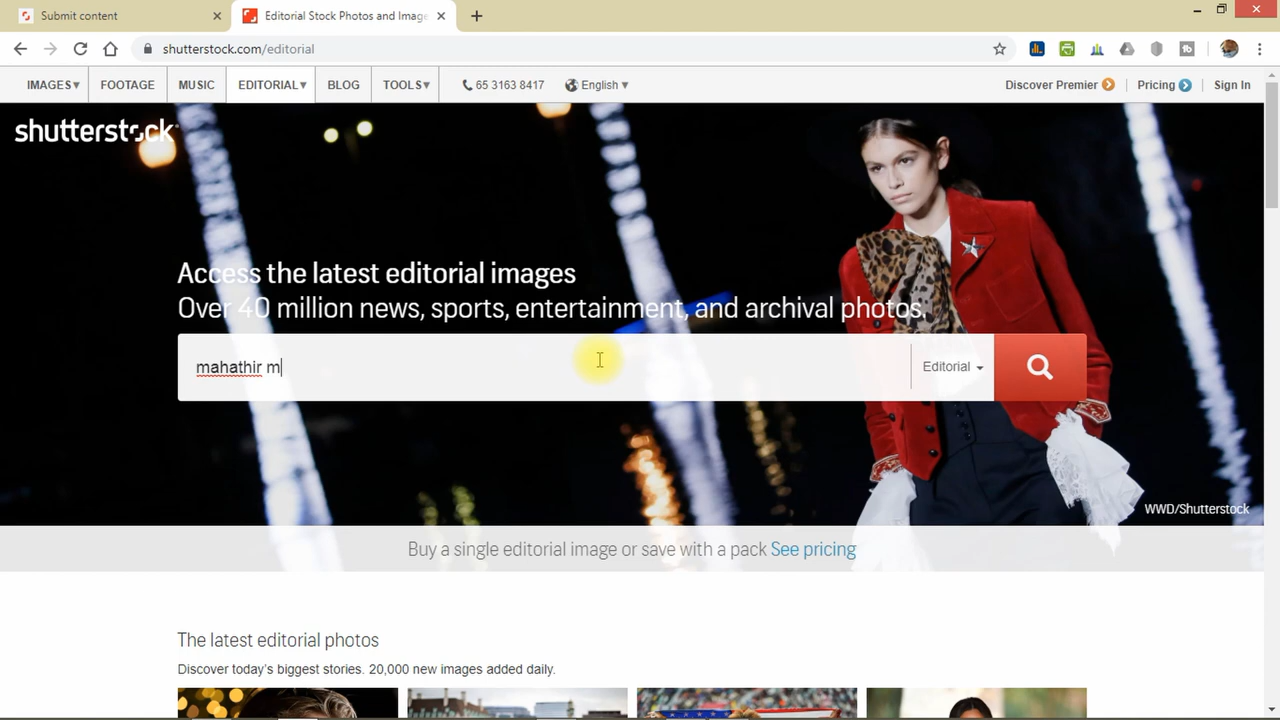 Submit content
Editorial Stock Photos and Image
shutterstock.com/editorial
IMAGES▾ FOOTAGE MUSIC EDITORIAL▾ BLOG TOOLS▾ 65 3163 8417 English ▾ Discover Premier Pricing Sign In
shutterstock
Access the latest editorial images
Over 40 million news, sports, entertainment, and archival photos.
mahathir m
Editorial
WWD/Shutterstock
Buy a single editorial image or save with a pack See pricing
The latest editorial photos
Discover today's biggest stories. 20,000 new images added daily.